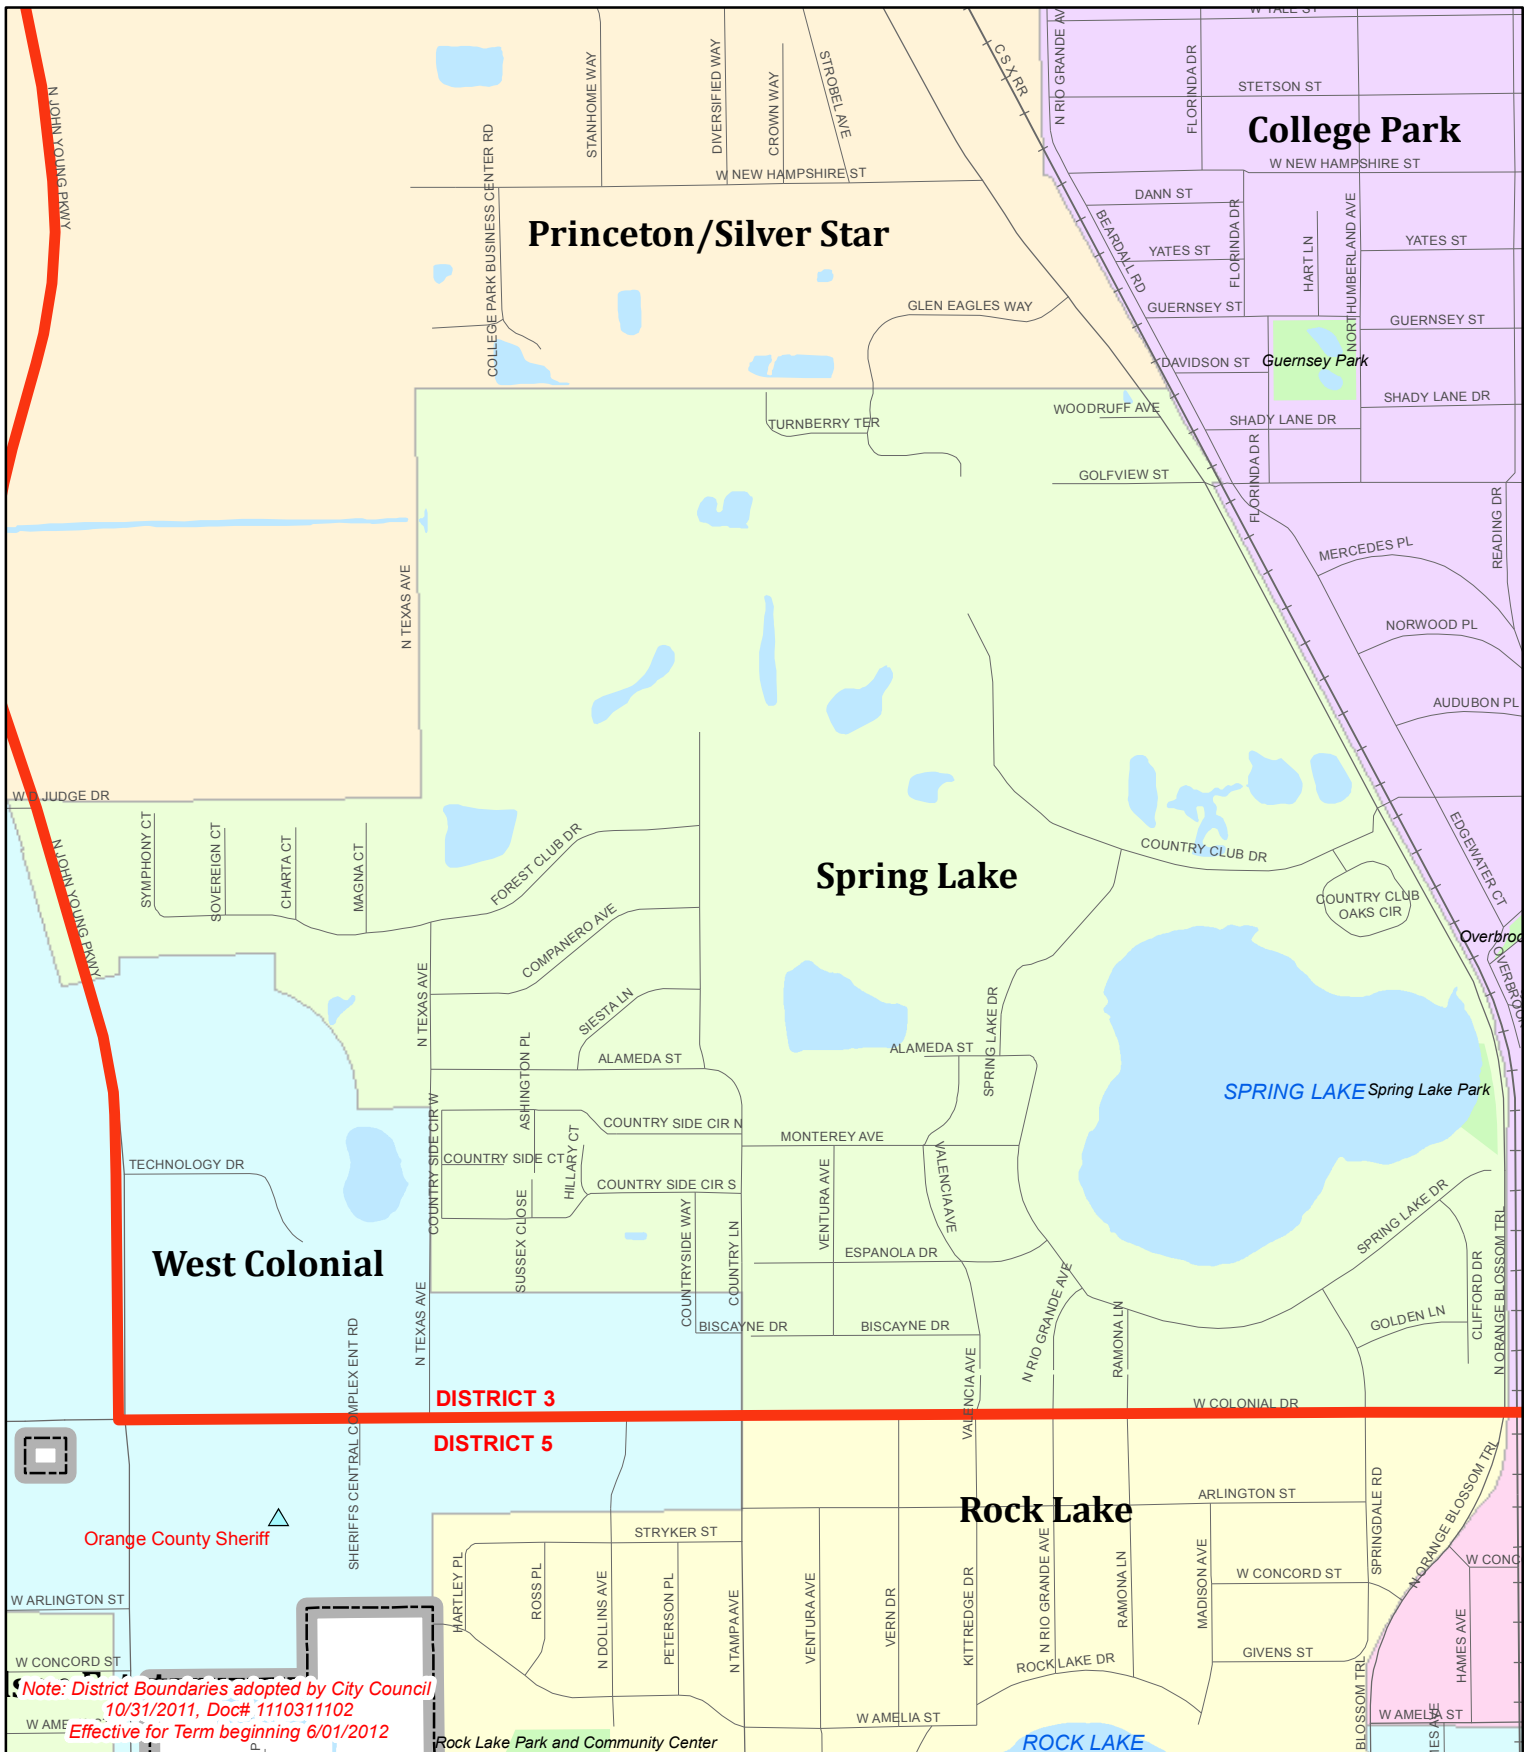 W YALE ST
N JOHN YOUNG PKWY
STANHOME WAY
DIVERSIFIED WAY
CROWN WAY
STROBEL AVE
C S X RR
N RIO GRANDE AV
FLORINDA DR
STETSON ST
College Park
W NEW HAMPSHIRE ST
W NEW HAMPSHIRE ST
COLLEGE PARK BUSINESS CENTER RD
Princeton/Silver Star
DANN ST
BEARDALL RD
YATES ST
FLORINDA DR
HART LN
NORTHUMBERLAND AVE
YATES ST
GLEN EAGLES WAY
GUERNSEY ST
GUERNSEY ST
DAVIDSON ST
Guernsey Park
SHADY LANE DR
WOODRUFF AVE
TURNBERRY TER
SHADY LANE DR
GOLFVIEW ST
FLORINDA DR
READING DR
MERCEDES PL
N TEXAS AVE
NORWOOD PL
AUDUBON PL
W D JUDGE DR
SYMPHONY CT
SOVEREIGN CT
CHARTA CT
MAGNA CT
FOREST CLUB DR
N JOHN YOUNG PKWY
Spring Lake
COUNTRY CLUB DR
EDGEWATER CT
COUNTRY CLUB
OAKS CIR
COMPANERO AVE
Overbroo
OVERBROOK
N TEXAS AVE
SIESTA LN
SPRING LAKE DR
ALAMEDA ST
ALAMEDA ST
ASHINGTON PL
SPRING LAKE
Spring Lake Park
COUNTRY SIDE CIR W
COUNTRY SIDE CIR N
MONTEREY AVE
COUNTRY SIDE CT
HILLARY CT
COUNTRY SIDE CIR S
TECHNOLOGY DR
VENTURA AVE
VALENCIA AVE
SPRING LAKE DR
West Colonial
SUSSEX CLOSE
COUNTRYSIDE WAY
COUNTRY LN
ESPANOLA DR
N RIO GRANDE AVE
RAMONA LN
GOLDEN LN
CLIFFORD DR
N ORANGE BLOSSOM TRL
N TEXAS AVE
BISCAYNE DR
BISCAYNE DR
SHERIFFS CENTRAL COMPLEX ENT RD
DISTRICT 3
VALENCIA AVE
W COLONIAL DR
DISTRICT 5
Rock Lake
ARLINGTON ST
SPRINGDALE RD
N ORANGE BLOSSOM TRL
Orange County Sheriff
STRYKER ST
W CONC
W ARLINGTON ST
HARTLEY PL
ROSS PL
N DOLLINS AVE
PETERSON PL
N TAMPA AVE
VENTURA AVE
VERN DR
KITTREDGE DR
N RIO GRANDE AVE
RAMONA LN
MADISON AVE
W CONCORD ST
HAMES AVE
W CONCORD ST
ROCK LAKE DR
GIVENS ST
Note: District Boundaries adopted by City Council
10/31/2011, Doc# 1110311102
Effective for Term beginning 6/01/2012
W AME
W AMELIA ST
W AMELIA ST
BLOSSOM TRL
MES AVE
Rock Lake Park and Community Center
ROCK LAKE